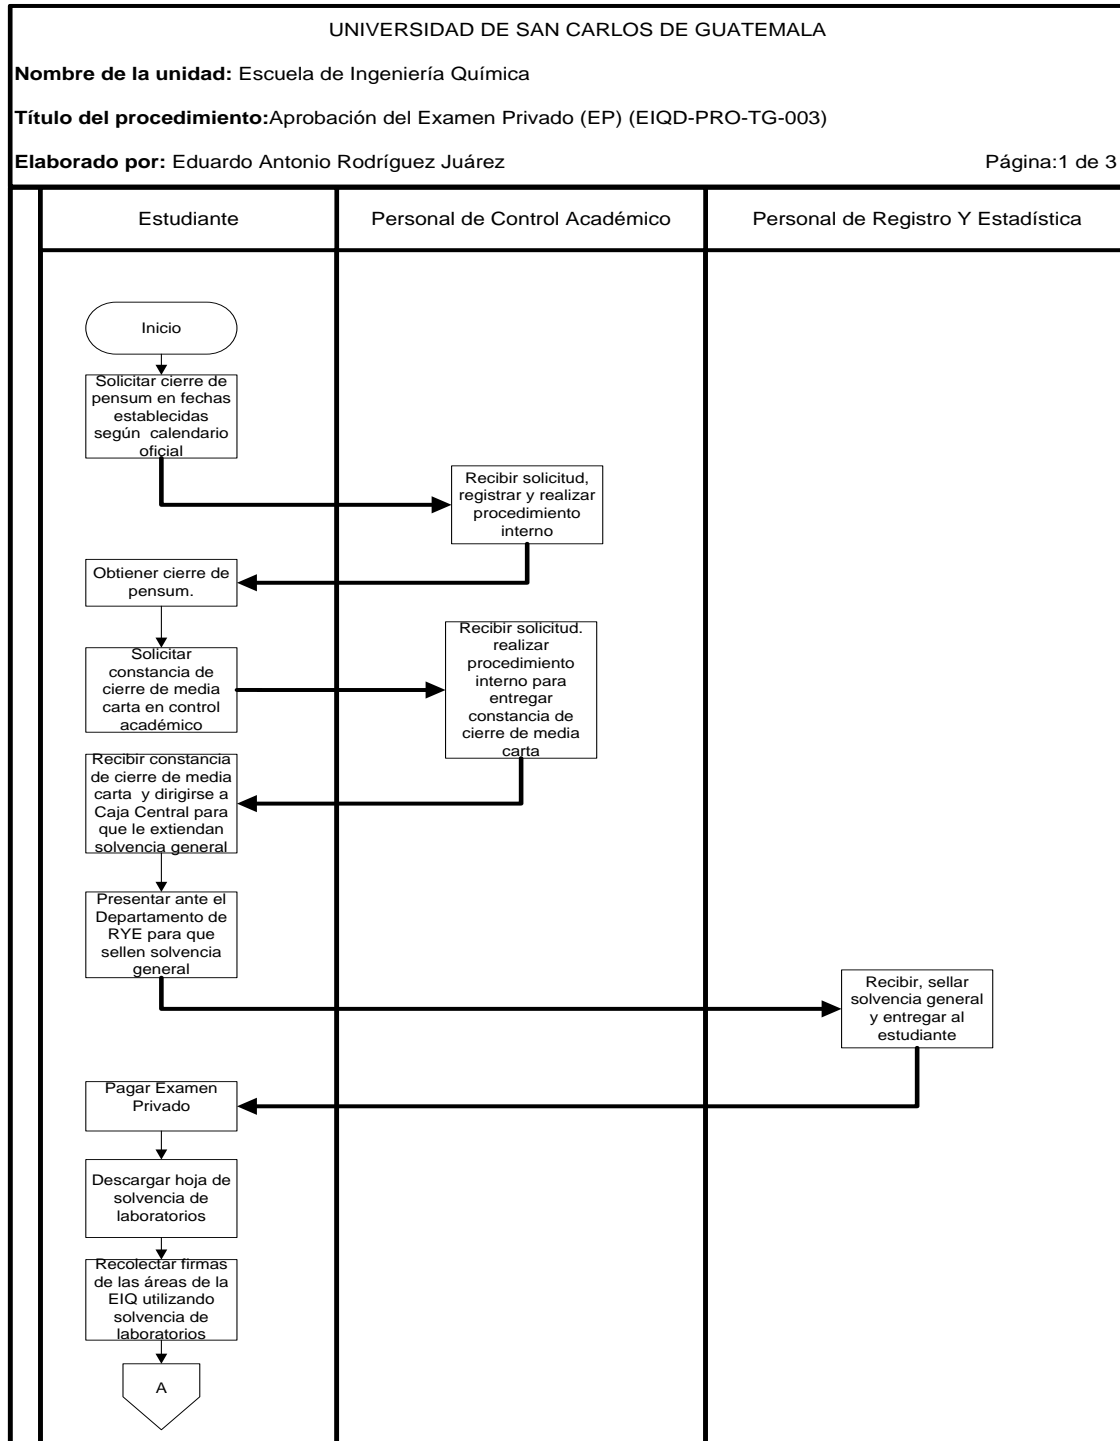 UNIVERSIDAD DE SAN CARLOS DE GUATEMALA
Nombre de la unidad: Escuela de Ingeniería Química
Título del procedimiento:Aprobación del Examen Privado (EP) (EIQD-PRO-TG-003)
Elaborado por: Eduardo Antonio Rodríguez Juárez Página:1 de 3
Estudiante
Personal de Control Académico
Personal de Registro Y Estadística
Inicio
Solicitar cierre de
pensum en fechas
establecidas
según calendario
oficial
Recibir solicitud,
registrar y realizar
procedimiento
interno
Obtiener cierre de
pensum.
Solicitar
constancia de
cierre de media
carta en control
académico
Recibir solicitud.
realizar
procedimiento
interno para
entregar
constancia de
cierre de media
carta
Recibir constancia
de cierre de media
carta y dirigirse a
Caja Central para
que le extiendan
solvencia general
Presentar ante el
Departamento de
RYE para que
sellen solvencia
general
Recibir, sellar
solvencia general
y entregar al
estudiante
Pagar Examen
Privado
Descargar hoja de
solvencia de
laboratorios
Recolectar firmas
de las áreas de la
EIQ utilizando
solvencia de
laboratorios
A